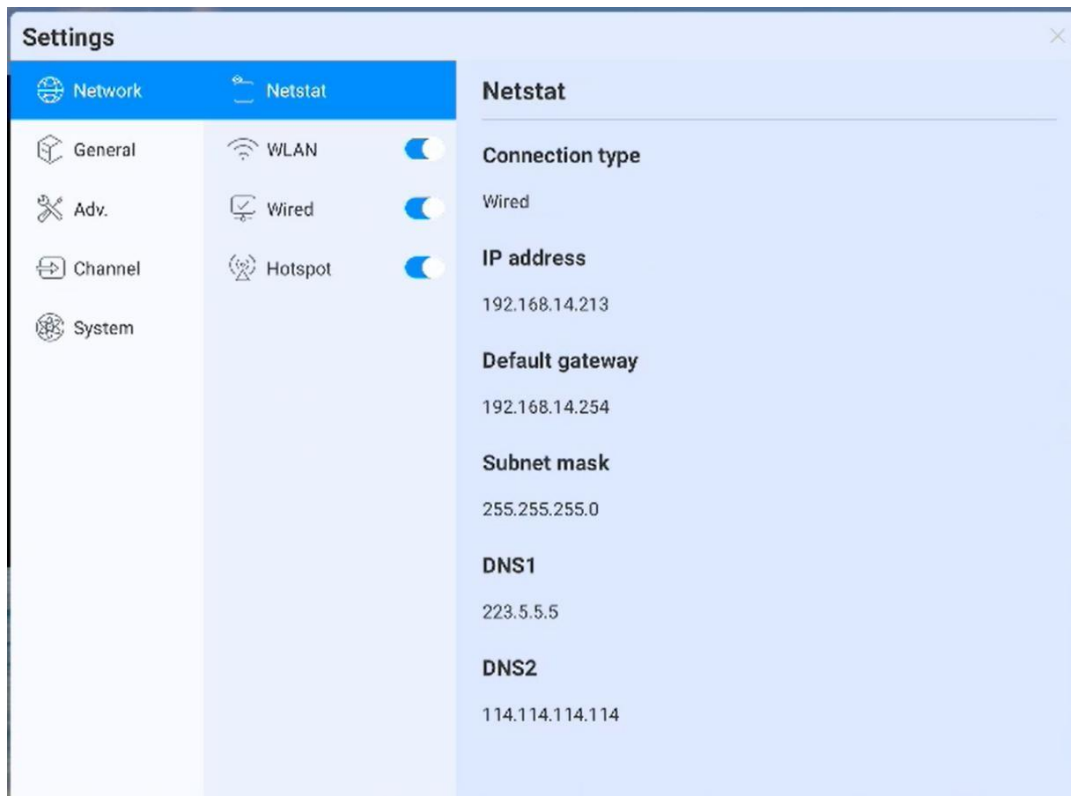 Settings
Network
General
Adv.
Channel
System
Netstat
WLAN
Wired
Hotspot
Netstat
Connection type
Wired
IP address
192.168.14.213
Default gateway
192.168.14.254
Subnet mask
255.255.255.0
DNS1
223.5.5.5
DNS2
114.114.114.114